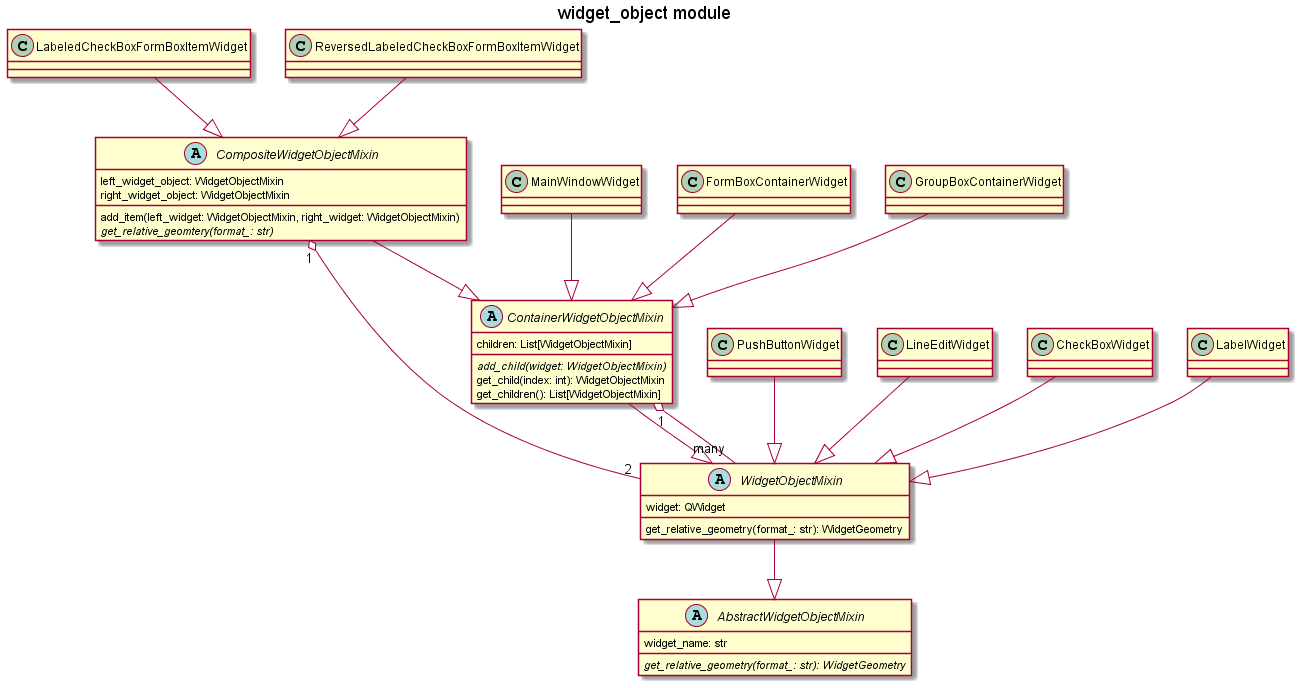 widget_object module
C LabeledCheckBoxFormBoxItemWidget
C ReversedLabeledCheckBoxFormBoxItemWidget
A CompositeWidgetObjectMixin
left_widget_object: WidgetObjectMixin
right_widget_object: WidgetObjectMixin
add_item(left_widget: WidgetObjectMixin, right_widget: WidgetObjectMixin)
get_relative_geomtery(format_: str)
C MainWindowWidget
C FormBoxContainerWidget
C GroupBoxContainerWidget
1
A ContainerWidgetObjectMixin
children: List[WidgetObjectMixin]
add_child(widget: WidgetObjectMixin)
get_child(index: int): WidgetObjectMixin
get_children(): List[WidgetObjectMixin]
C PushButtonWidget
C LineEditWidget
C CheckBoxWidget
C LabelWidget
1
many
2
A WidgetObjectMixin
widget: QWidget
get_relative_geometry(format_: str): WidgetGeometry
A AbstractWidgetObjectMixin
widget_name: str
get_relative_geometry(format_: str): WidgetGeometry